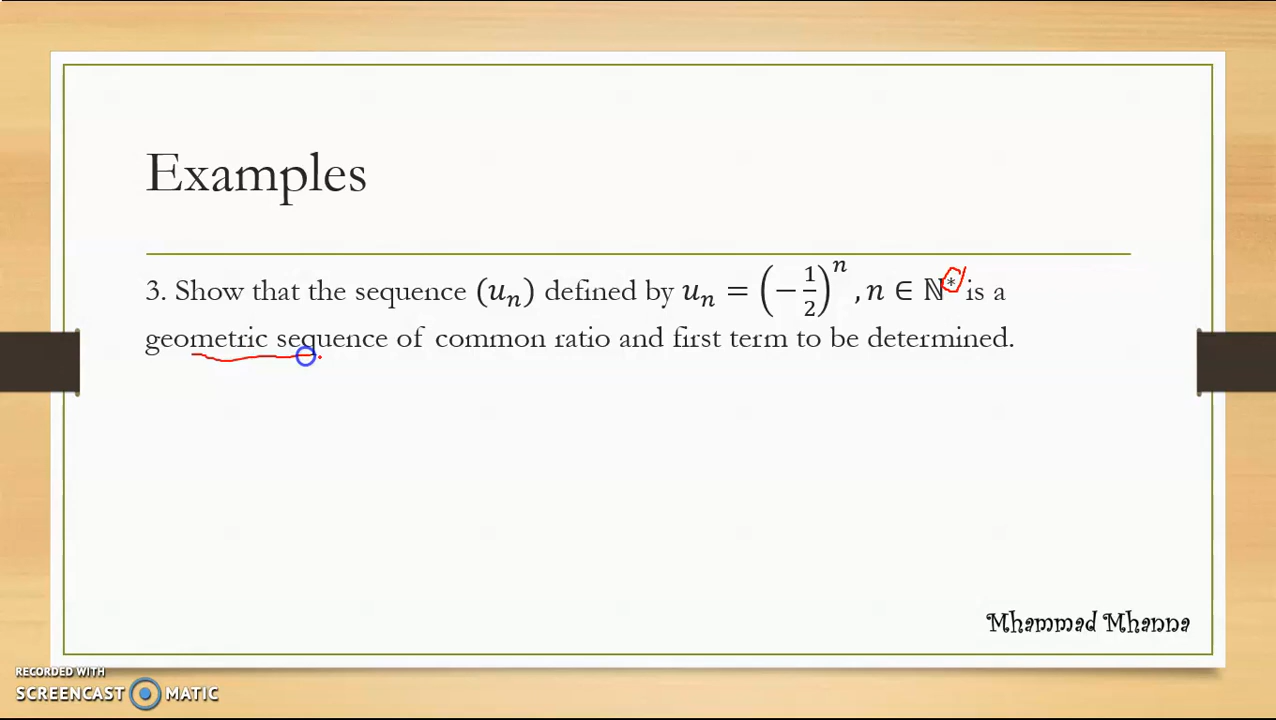 Examples
3. Show that the sequence (uₙ) defined by uₙ = (−1/2)ⁿ, n ∈ ℕ* is a
geometric sequence of common ratio and first term to be determined.
Mhammad Mhanna
RECORDED WITH
SCREENCAST MATIC